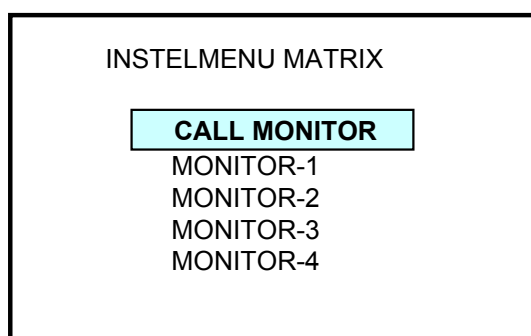 INSTELMENU MATRIX
CALL MONITOR
MONITOR-1
MONITOR-2
MONITOR-3
MONITOR-4